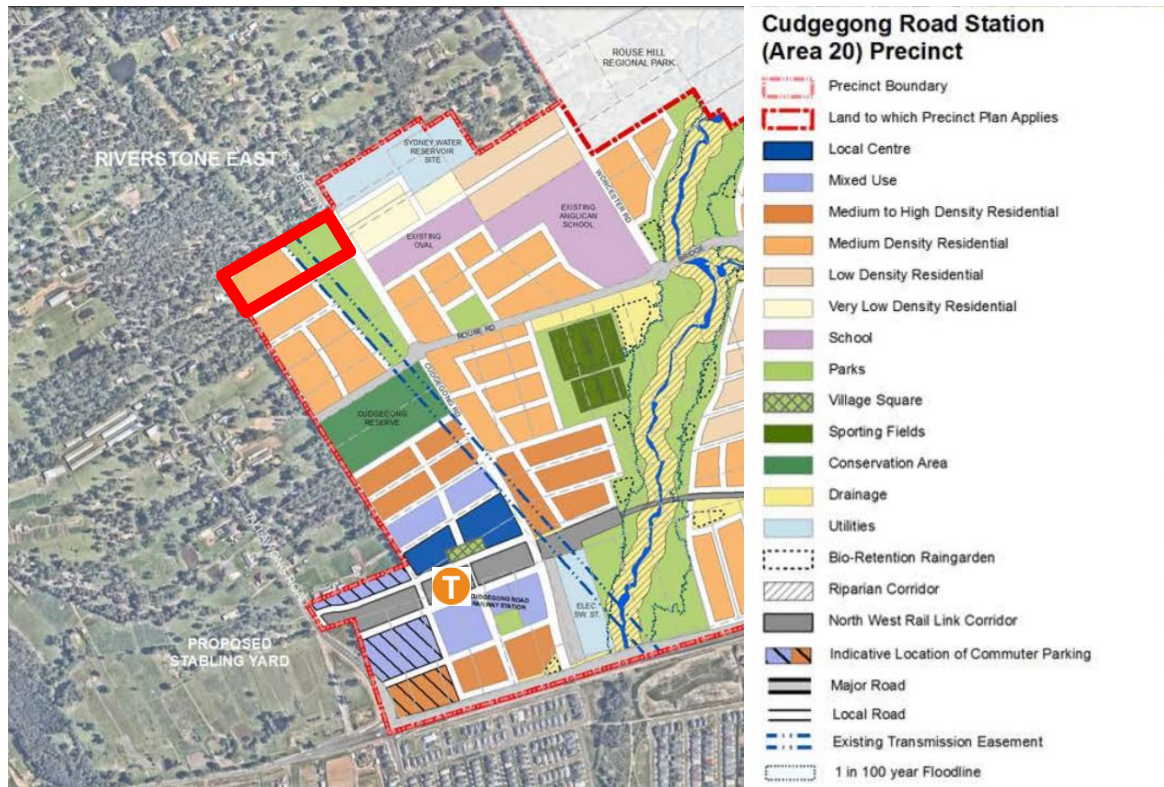 ROUSE HILL
REGIONAL PARK
RIVERSTONE EAST
SYDNEY WATER
RESERVOIR
SITE
WORCESTER RD
EXISTING
OVAL
EXISTING
ANGLICAN
SCHOOL
BRIDGE
ROUSE RD
CUDGEGONG RD
CUDGEGONG
RESERVE
T
CUDGEGONG ROAD
RAILWAY STATION
ELEC
SW. ST.
PROPOSED
STABLING YARD
Cudgegong Road Station
(Area 20) Precinct
Precinct Boundary
Land to which Precinct Plan Applies
Local Centre
Mixed Use
Medium to High Density Residential
Medium Density Residential
Low Density Residential
Very Low Density Residential
School
Parks
Village Square
Sporting Fields
Conservation Area
Drainage
Utilities
Bio-Retention Raingarden
Riparian Corridor
North West Rail Link Corridor
Indicative Location of Commuter Parking
Major Road
Local Road
Existing Transmission Easement
1 in 100 year Floodline